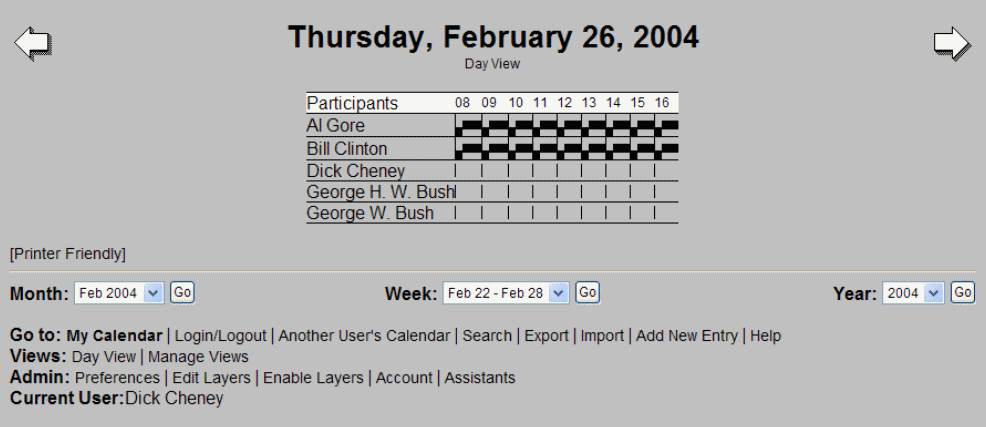 Thursday, February 26, 2004
Day View
Participants 08 09 10 11 12 13 14 15 16
Al Gore
Bill Clinton
Dick Cheney
George H. W. Bush
George W. Bush
[Printer Friendly]
Month: Feb 2004 Go Week: Feb 22 - Feb 28 Go Year: 2004 Go
Go to: My Calendar | Login/Logout | Another User's Calendar | Search | Export | Import | Add New Entry | Help
Views: Day View | Manage Views
Admin: Preferences | Edit Layers | Enable Layers | Account | Assistants
Current User:Dick Cheney